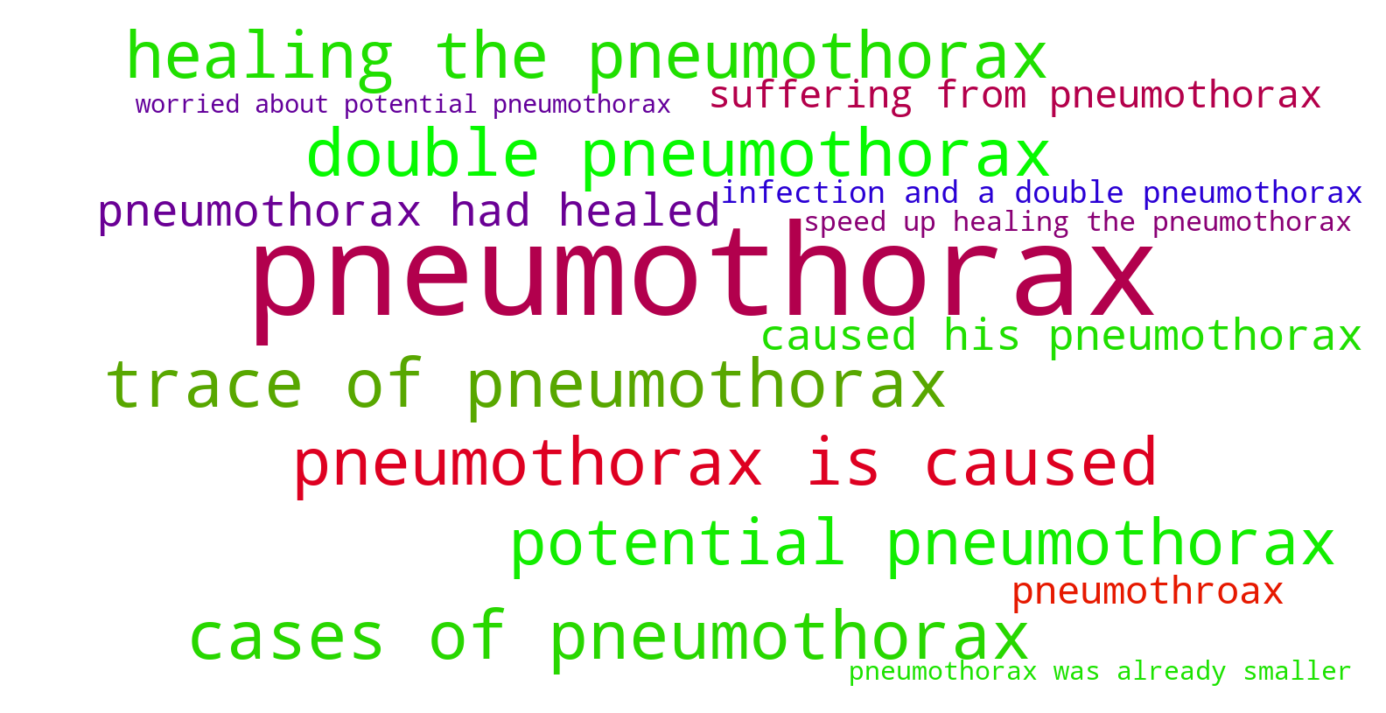 healing the pneumothorax
suffering from pneumothorax
worried about potential pneumothorax
double pneumothorax
infection and a double pneumothorax
pneumothorax had healed
speed up healing the pneumothorax
pneumothorax
caused his pneumothorax
trace of pneumothorax
pneumothorax is caused
potential pneumothorax
pneumothroax
cases of pneumothorax
pneumothorax was already smaller